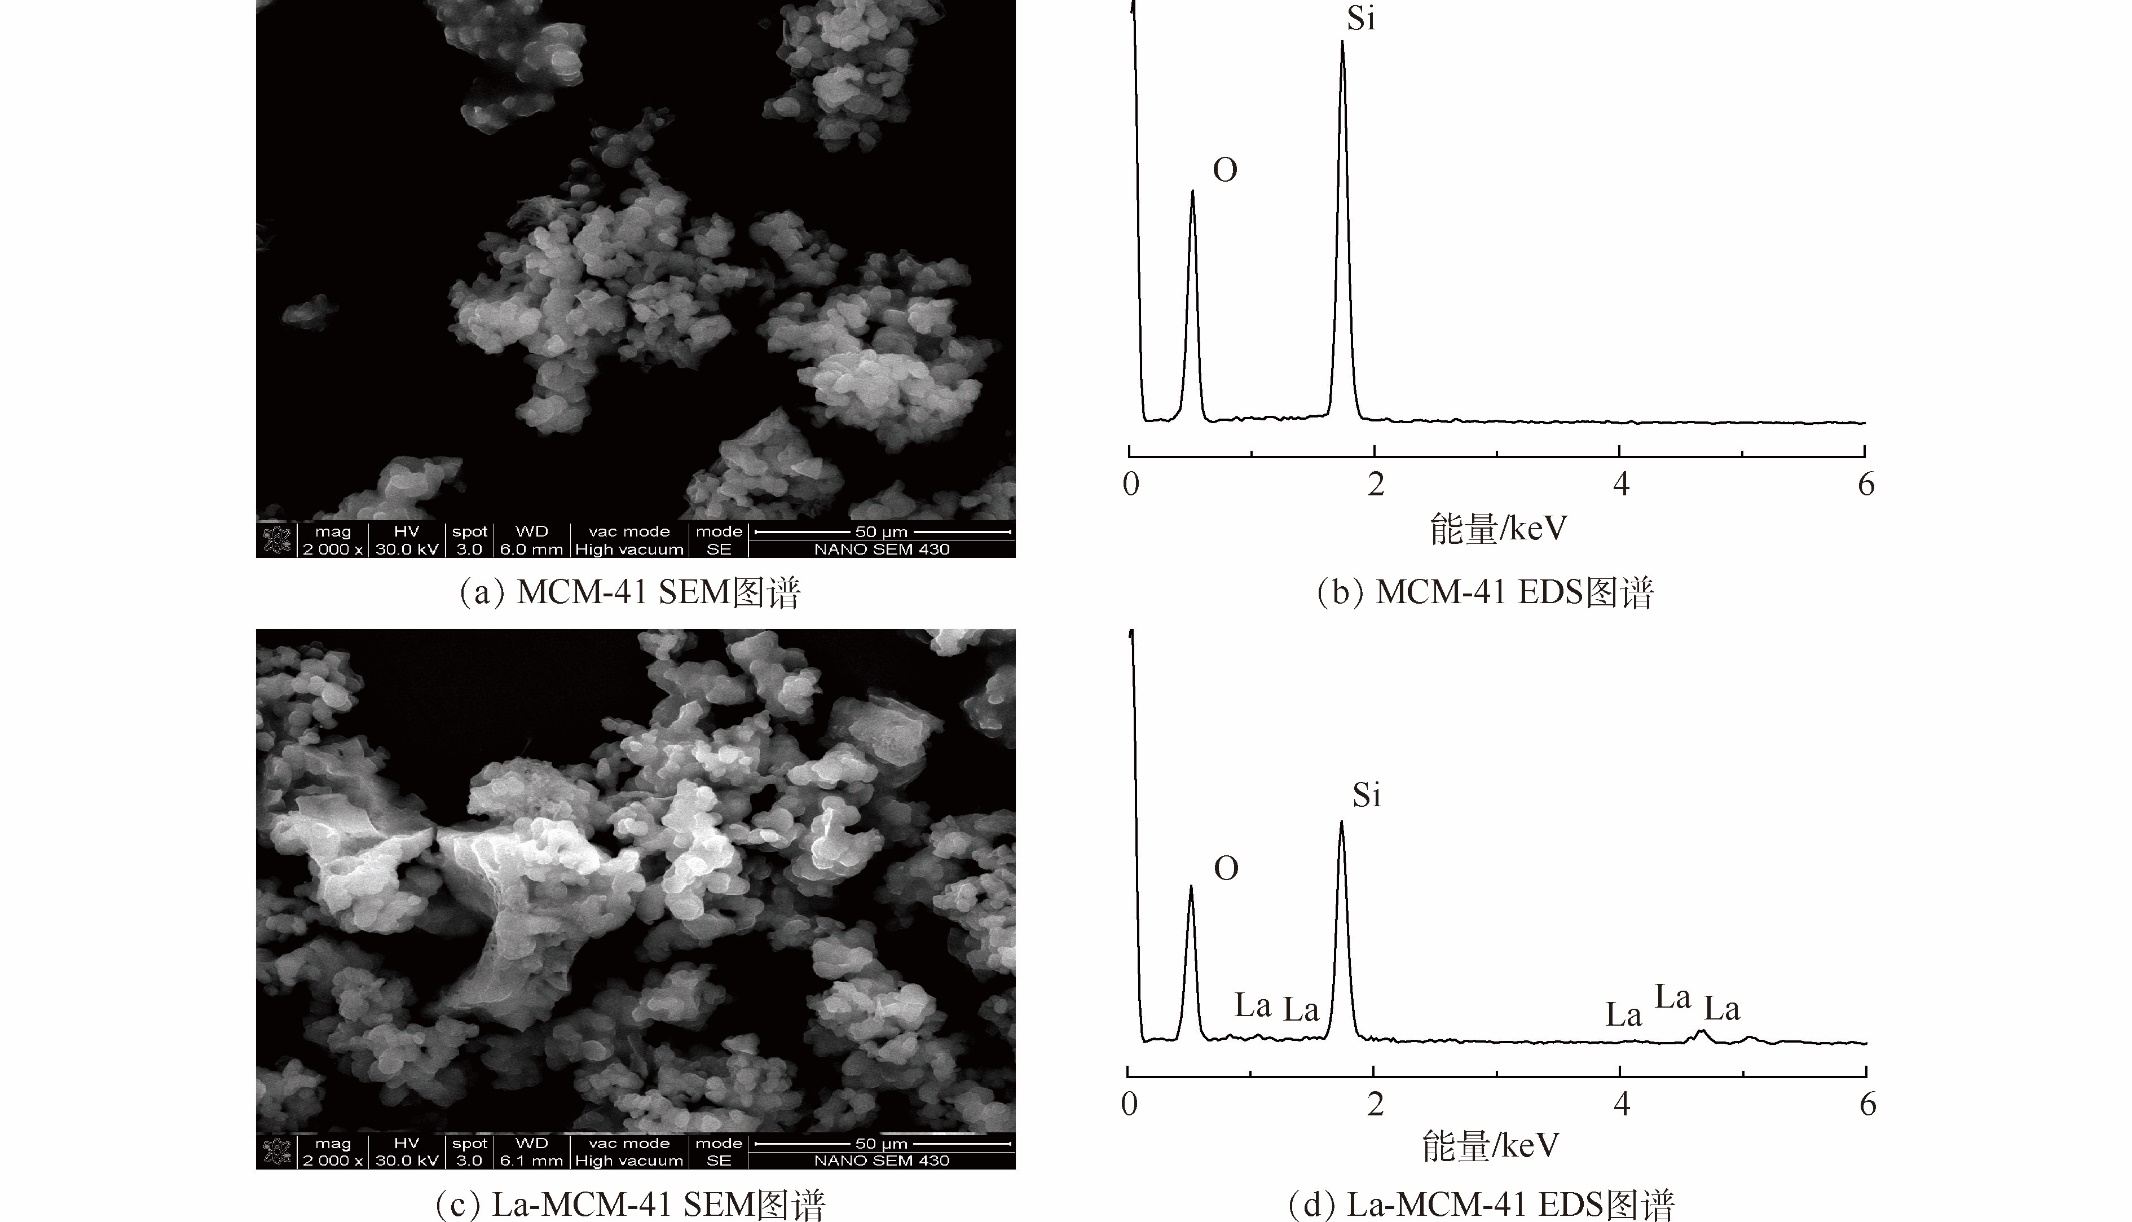 Si
O
0 2 4 6
能量/keV
mag HV spot WD vac mode mode 50 µm
2 000 x 30.0 kV 3.0 6.0 mm High vacuum SE NANO SEM 430
(a) MCM-41 SEM图谱
(b) MCM-41 EDS图谱
Si
O
La La La La La
0 2 4 6
能量/keV
mag HV spot WD vac mode mode 50 µm
2 000 x 30.0 kV 3.0 6.1 mm High vacuum SE NANO SEM 430
(c) La-MCM-41 SEM图谱
(d) La-MCM-41 EDS图谱